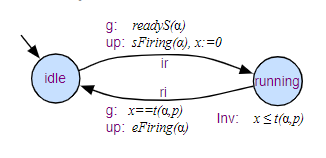 g: readyS(α)
up: sFiring(α), x:=0
ir
idle
running
ri
g: x==t(α,p)
up: eFiring(α)
Inv: x ≤ t(α,p)